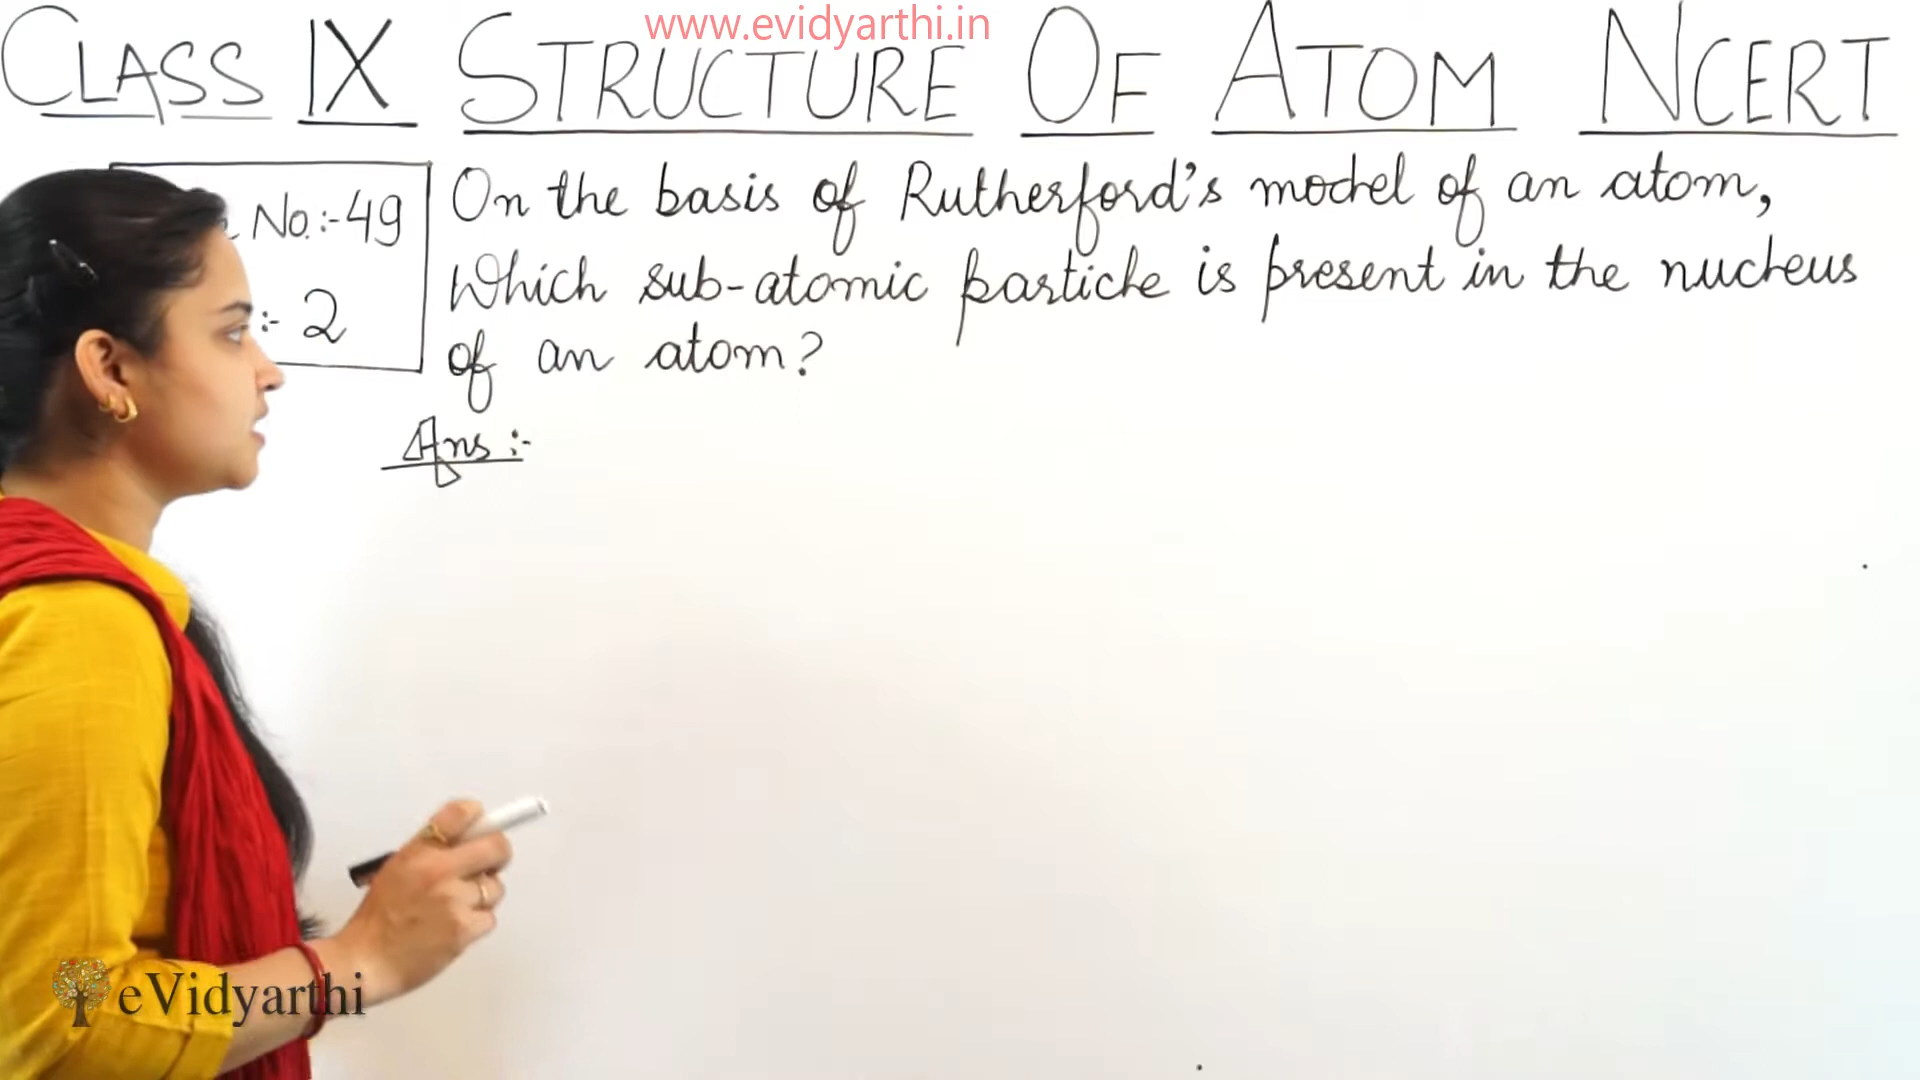 www.evidyarthi.in
CLASS IX STRUCTURE OF ATOM NCERT
No.:-49
:- 2
On the basis of Rutherford's model of an atom,
Which sub-atomic particle is present in the nucleus
of an atom?
Ans :-
eVidyarthi